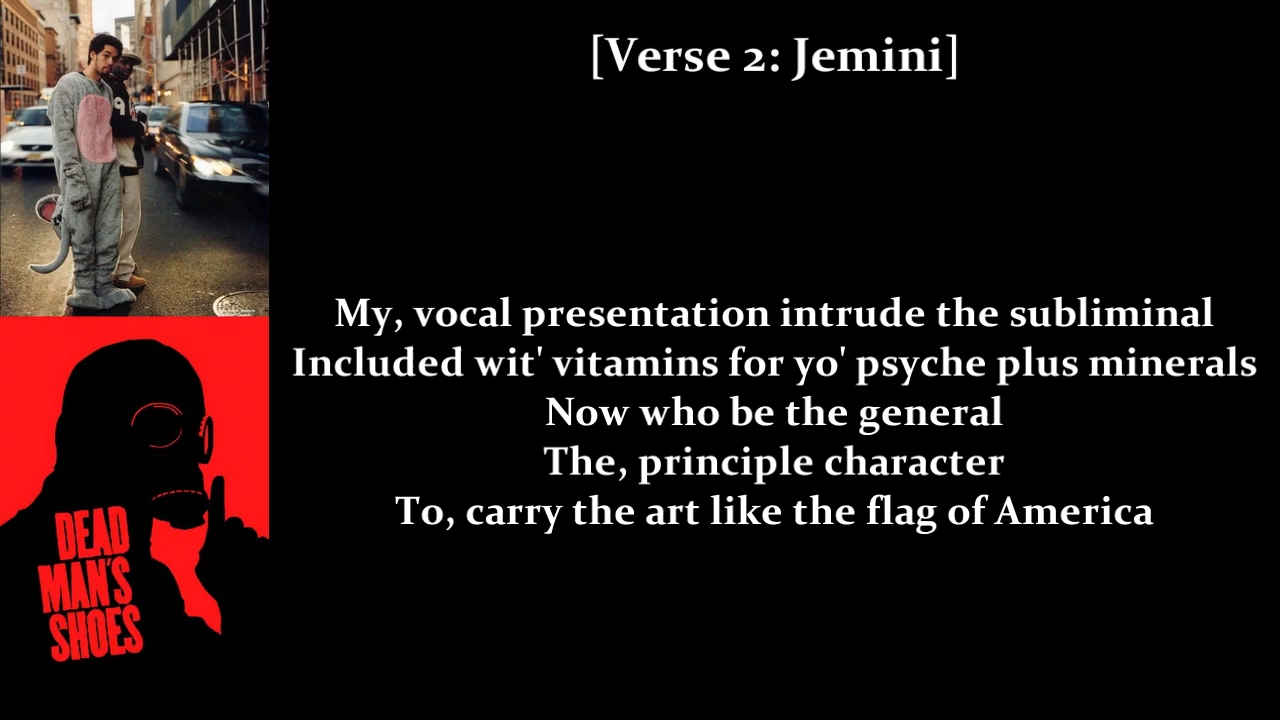 [Verse 2: Jemini]
My, vocal presentation intrude the subliminal
Included wit' vitamins for yo' psyche plus minerals
Now who be the general
The, principle character
To, carry the art like the flag of America
DEAD
MAN'S
SHOES